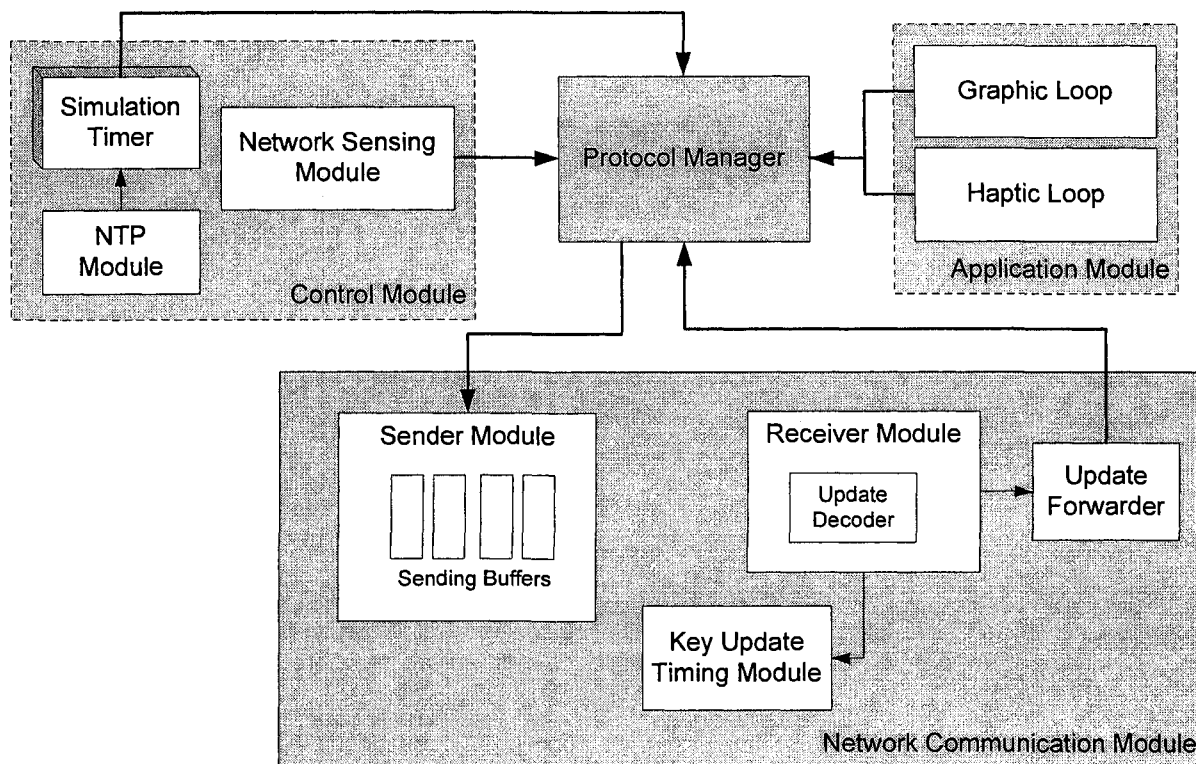 Simulation
Timer
Network Sensing
Module
NTP
Module
Control Module
Protocol Manager
Graphic Loop
Haptic Loop
Application Module
Sender Module
Sending Buffers
Receiver Module
Update
Decoder
Update
Forwarder
Key Update
Timing Module
Network Communication Module